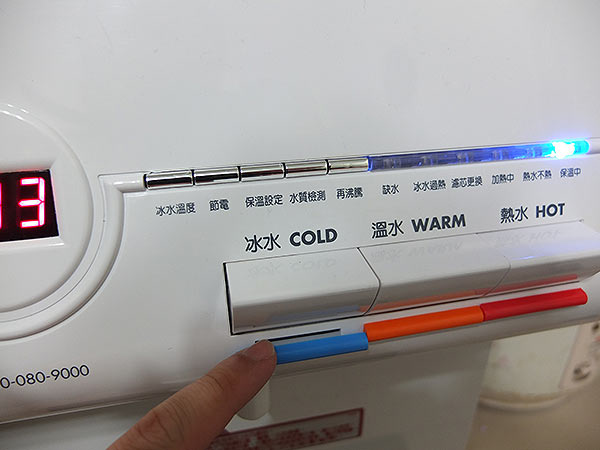 3
冰水溫度 節電 保溫設定 水質檢測 再沸騰 缺水 冰水過熱 濾芯更換 加熱中 熱水不熱 保溫中
冰水 COLD 溫水 WARM 熱水 HOT
0-080-9000